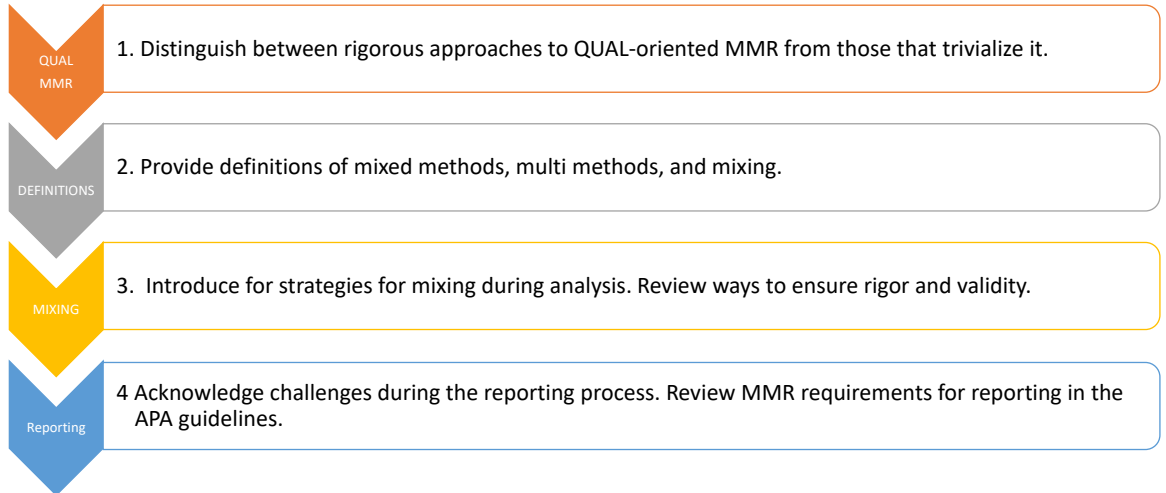 QUAL
MMR
1. Distinguish between rigorous approaches to QUAL-oriented MMR from those that trivialize it.
DEFINITIONS
2. Provide definitions of mixed methods, multi methods, and mixing.
MIXING
3.  Introduce for strategies for mixing during analysis. Review ways to ensure rigor and validity.
Reporting
4 Acknowledge challenges during the reporting process. Review MMR requirements for reporting in the
APA guidelines.